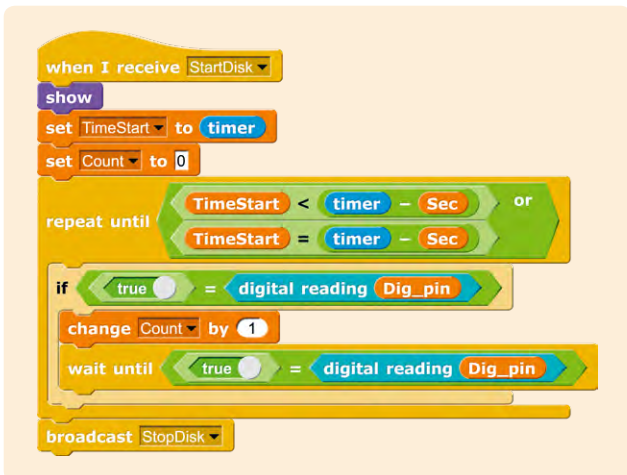 when I receive StartDisk
show
set TimeStart to timer
set Count to 0
TimeStart < timer - Sec or
repeat until
TimeStart = timer - Sec
if true = digital reading Dig_pin
change Count by 1
wait until true = digital reading Dig_pin
broadcast StopDisk